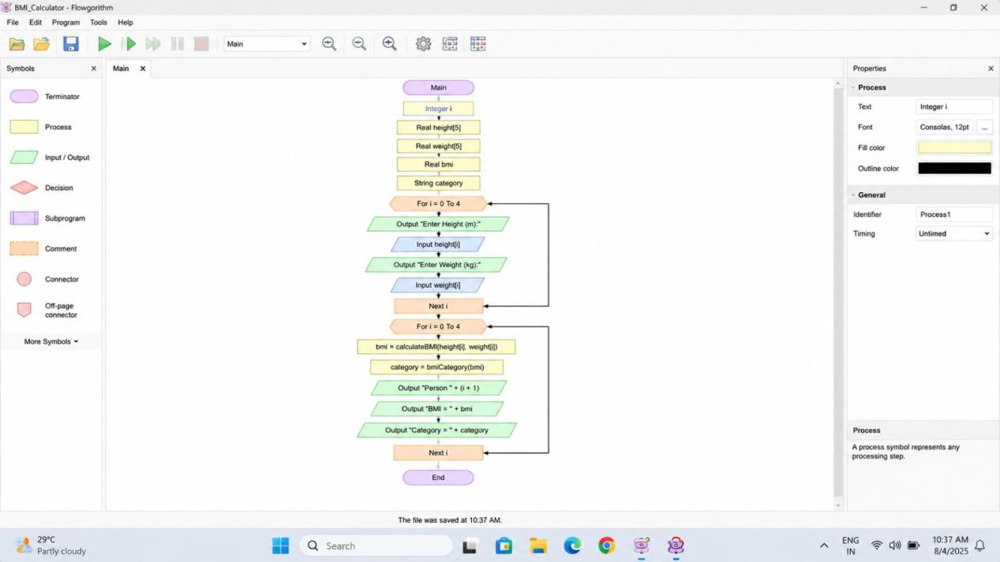 BMI_Calculator - Flowgorithm
File Edit Program Tools Help
Main
Symbols
Terminator
Process
Input / Output
Decision
Subprogram
Comment
Connector
Off-page
connector
More Symbols
Main
Main
Integer i
Real height[5]
Real weight[5]
Real bmi
String category
For i = 0 To 4
Output "Enter Height (m):"
Input height[i]
Output "Enter Weight (kg):"
Input weight[i]
Next i
For i = 0 To 4
bmi = calculateBMI(height[i], weight[i])
category = bmiCategory(bmi)
Output "Person " + (i + 1)
Output "BMI = " + bmi
Output "Category = " + category
Next i
End
Properties
Process
Text Integer i
Font Consolas, 12pt ...
Fill color
Outline color
General
Identifier Process1
Timing Untimed
Process
A process symbol represents any
processing step.
The file was saved at 10:37 AM.
29°C
Partly cloudy
Search
ENG
IN
10:37 AM
8/4/2025